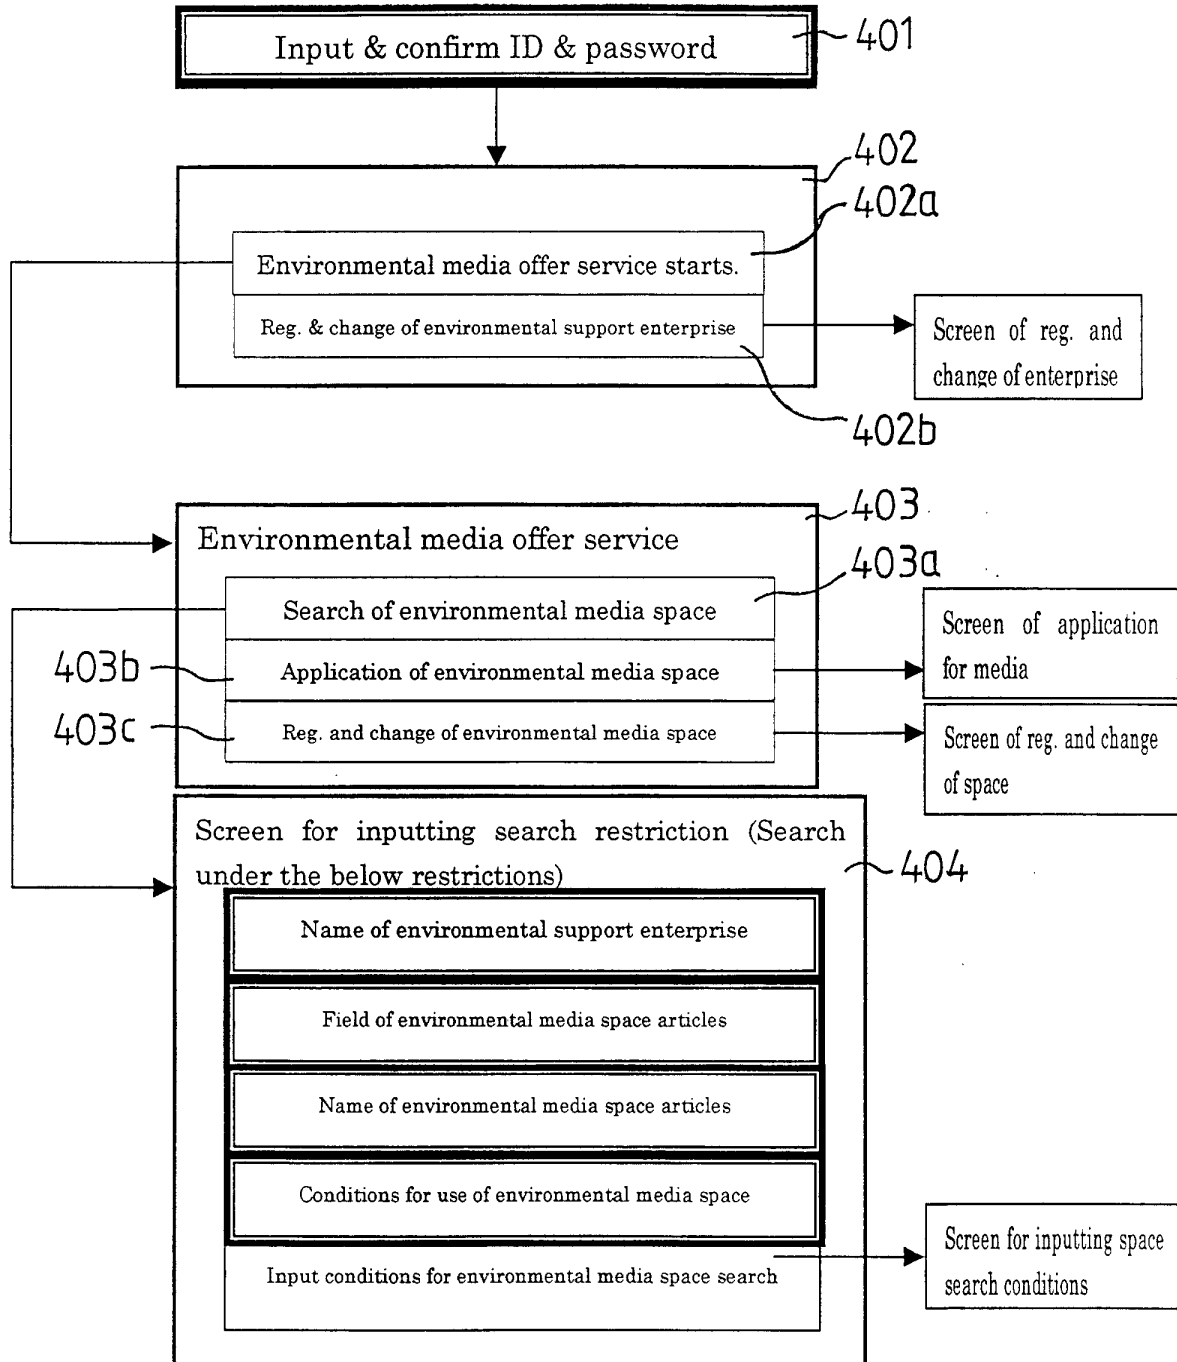 Input & confirm ID & password
401
402
402a
Environmental media offer service starts.
Reg. & change of environmental support enterprise
Screen of reg. and
change of enterprise
402b
403
Environmental media offer service
403a
Search of environmental media space
403b
Application of environmental media space
Screen of application
for media
403c
Reg. and change of environmental media space
Screen of reg. and change
of space
Screen for inputting search restriction (Search
under the below restrictions)
404
Name of environmental support enterprise
Field of environmental media space articles
Name of environmental media space articles
Conditions for use of environmental media space
Input conditions for environmental media space search
Screen for inputting space
search conditions